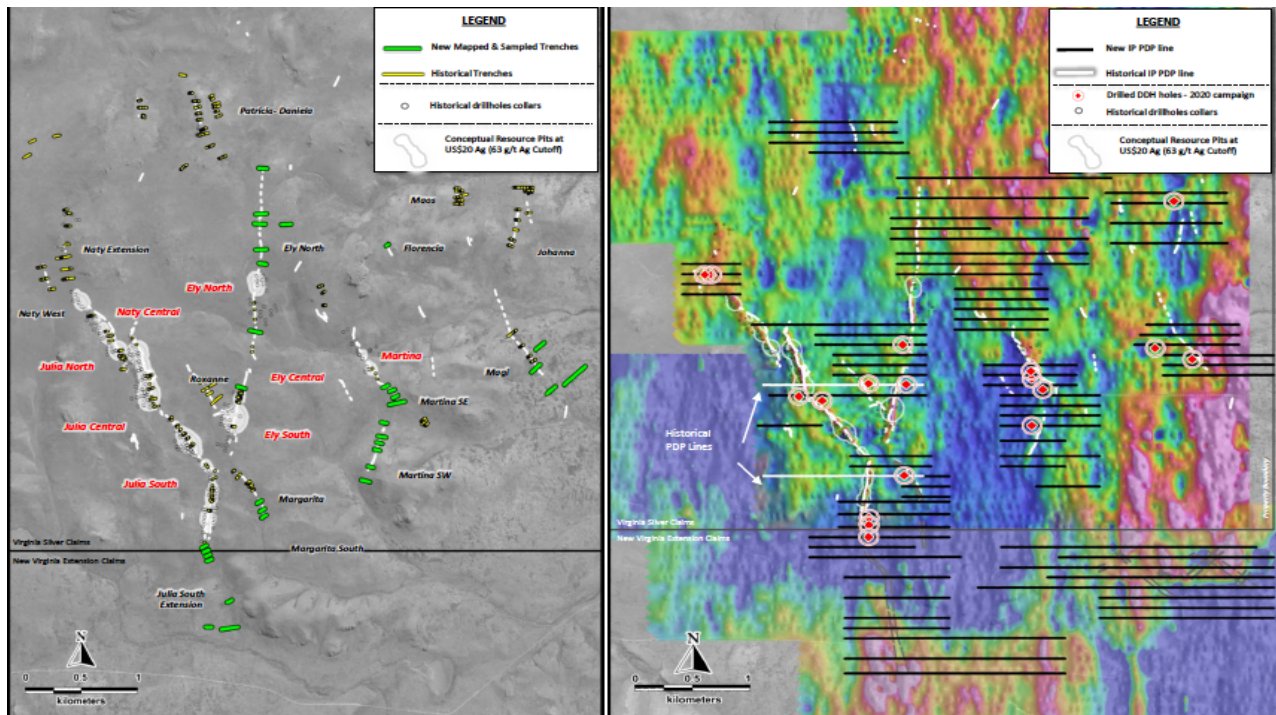 LEGEND
New Mapped & Sampled Trenches
Historical Trenches
Historical drillholes collars
Conceptual Resource Pits at
US$20 Ag (63 g/t Ag Cutoff)
Patricia- Daniela
Maos
Naty Extension
Ely North
Florencia
Johanna
Ely North
Naty West
Naty Central
Julia North
Martina
Roxanne
Ely Central
Magi
Martina SE
Julia Central
Ely South
Julia South
Martina SW
Margarita
Virginia Silver Claims
Margarita South
New Virginia Extension Claims
Julia South
Extension
N
0 0.5 1
kilometers
LEGEND
New IP PDP line
Historical IP PDP line
Drilled DDH holes - 2020 campaign
Historical drillholes collars
Conceptual Resource Pits at
US$20 Ag (63 g/t Ag Cutoff)
Historical
PDP Lines
Property Boundary
Virginia Silver Claims
New Virginia Extension Claims
N
0 0.5 1
kilometers